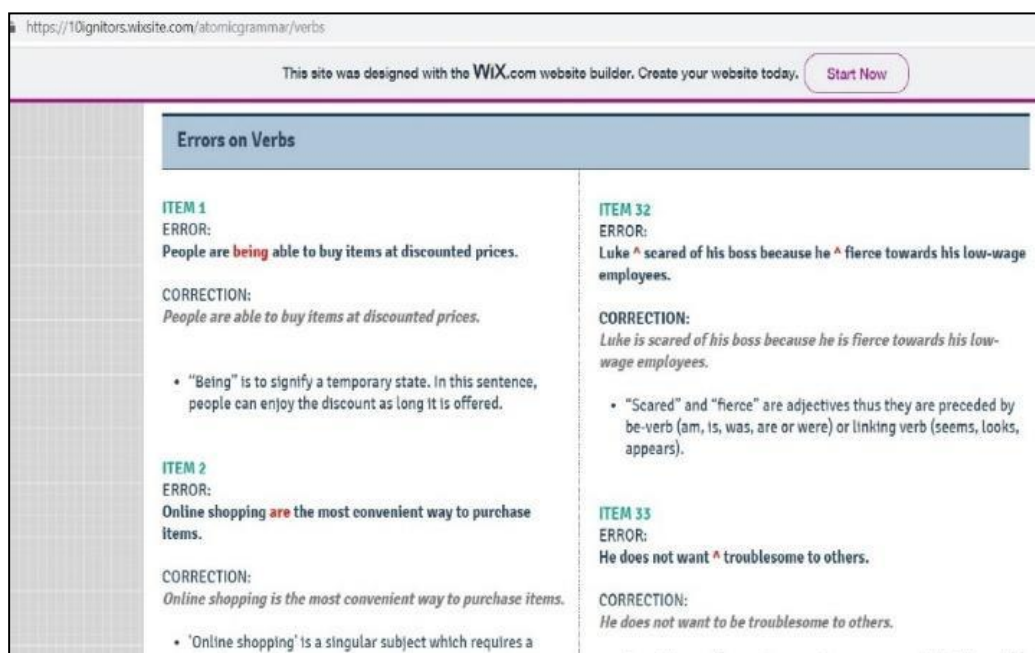 https://10ignitors.wixsite.com/atomicgrammar/verbs
This site was designed with the WiX.com website builder. Create your website today.
Start Now
Errors on Verbs
ITEM 1
ERROR:
People are being able to buy items at discounted prices.
CORRECTION:
People are able to buy items at discounted prices.
• “Being” is to signify a temporary state. In this sentence,
people can enjoy the discount as long it is offered.
ITEM 2
ERROR:
Online shopping are the most convenient way to purchase
items.
CORRECTION:
Online shopping is the most convenient way to purchase items.
• 'Online shopping' is a singular subject which requires a
ITEM 32
ERROR:
Luke ^ scared of his boss because he ^ fierce towards his low-wage
employees.
CORRECTION:
Luke is scared of his boss because he is fierce towards his low-
wage employees.
• “Scared” and “fierce” are adjectives thus they are preceded by
be-verb (am, is, was, are or were) or linking verb (seems, looks,
appears).
ITEM 33
ERROR:
He does not want ^ troublesome to others.
CORRECTION:
He does not want to be troublesome to others.